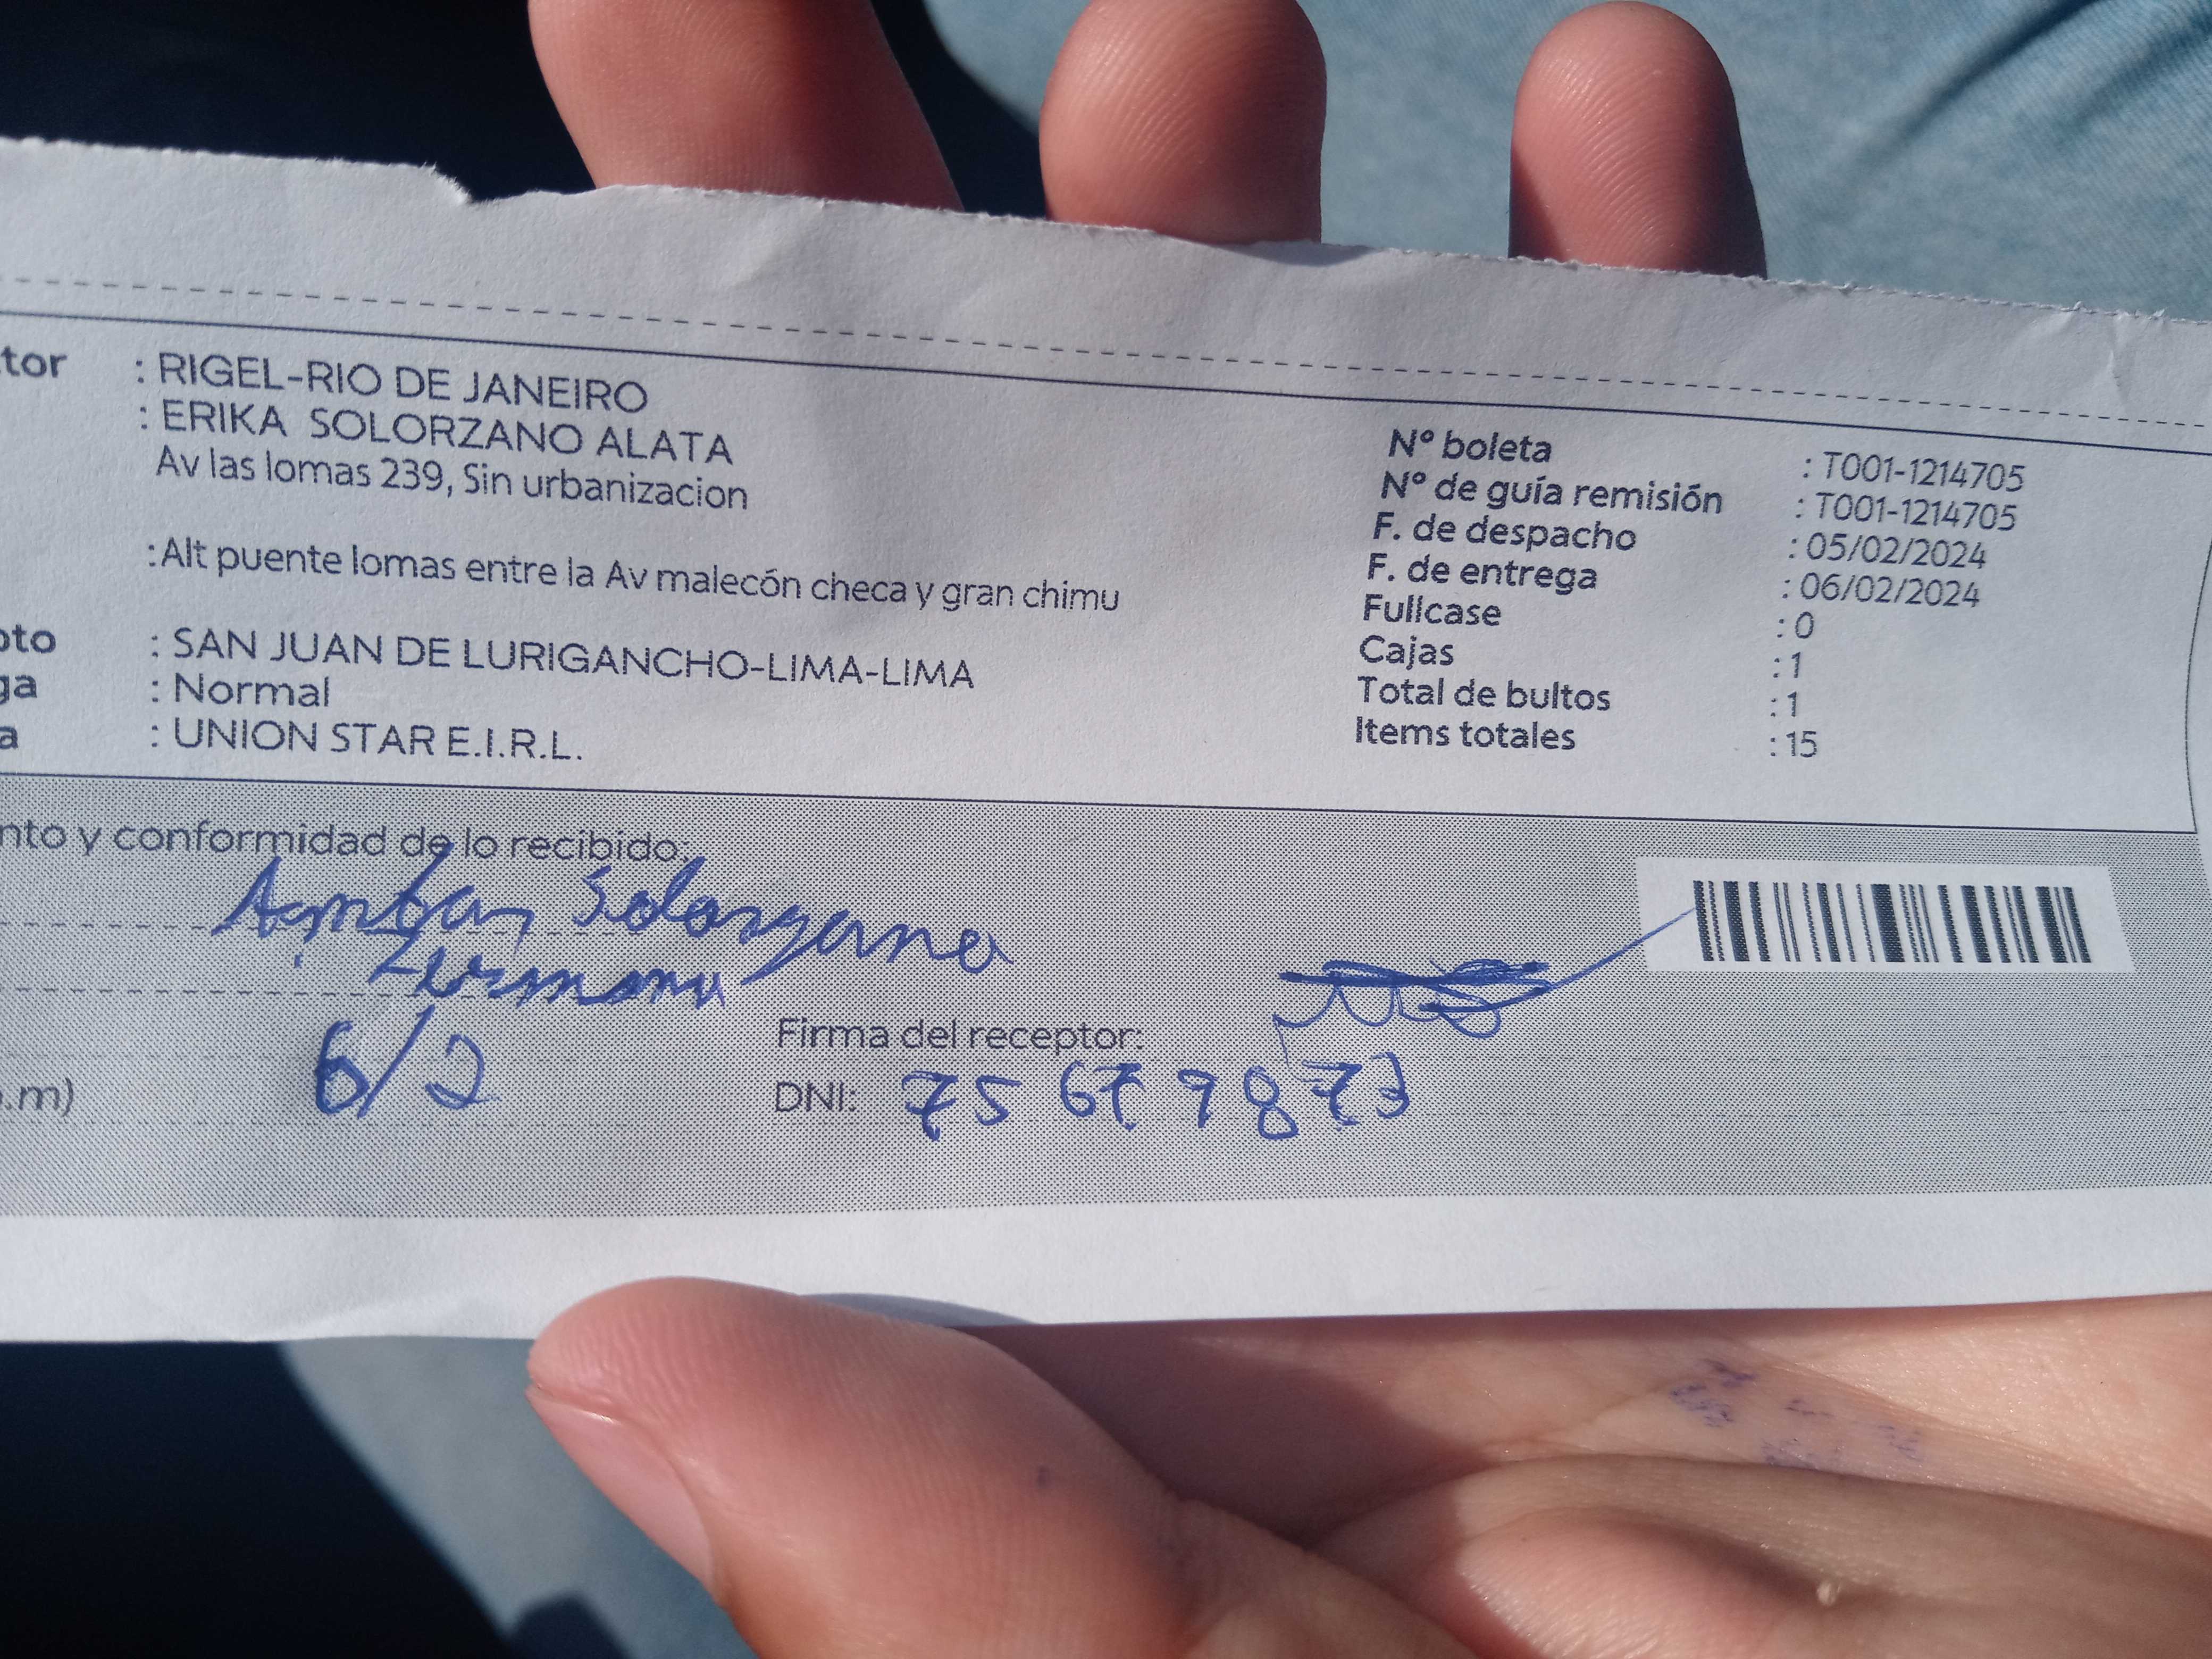 tor : RIGEL-RIO DE JANEIRO
: ERIKA SOLORZANO ALATA
Av las lomas 239, Sin urbanizacion
: Alt puente lomas entre la Av malecón checa y gran chimu
oto : SAN JUAN DE LURIGANCHO-LIMA-LIMA
ga : Normal
a : UNION STAR E.I.R.L.
Nº boleta : T001-1214705
Nº de guía remisión : T001-1214705
F. de despacho : 05/02/2024
F. de entrega : 06/02/2024
Fullcase : 0
Cajas : 1
Total de bultos : 1
Items totales : 15
nto y conformidad de lo recibido:
Solorzano
Hermana
6/2
Firma del receptor:
.m) DNI: 75679873